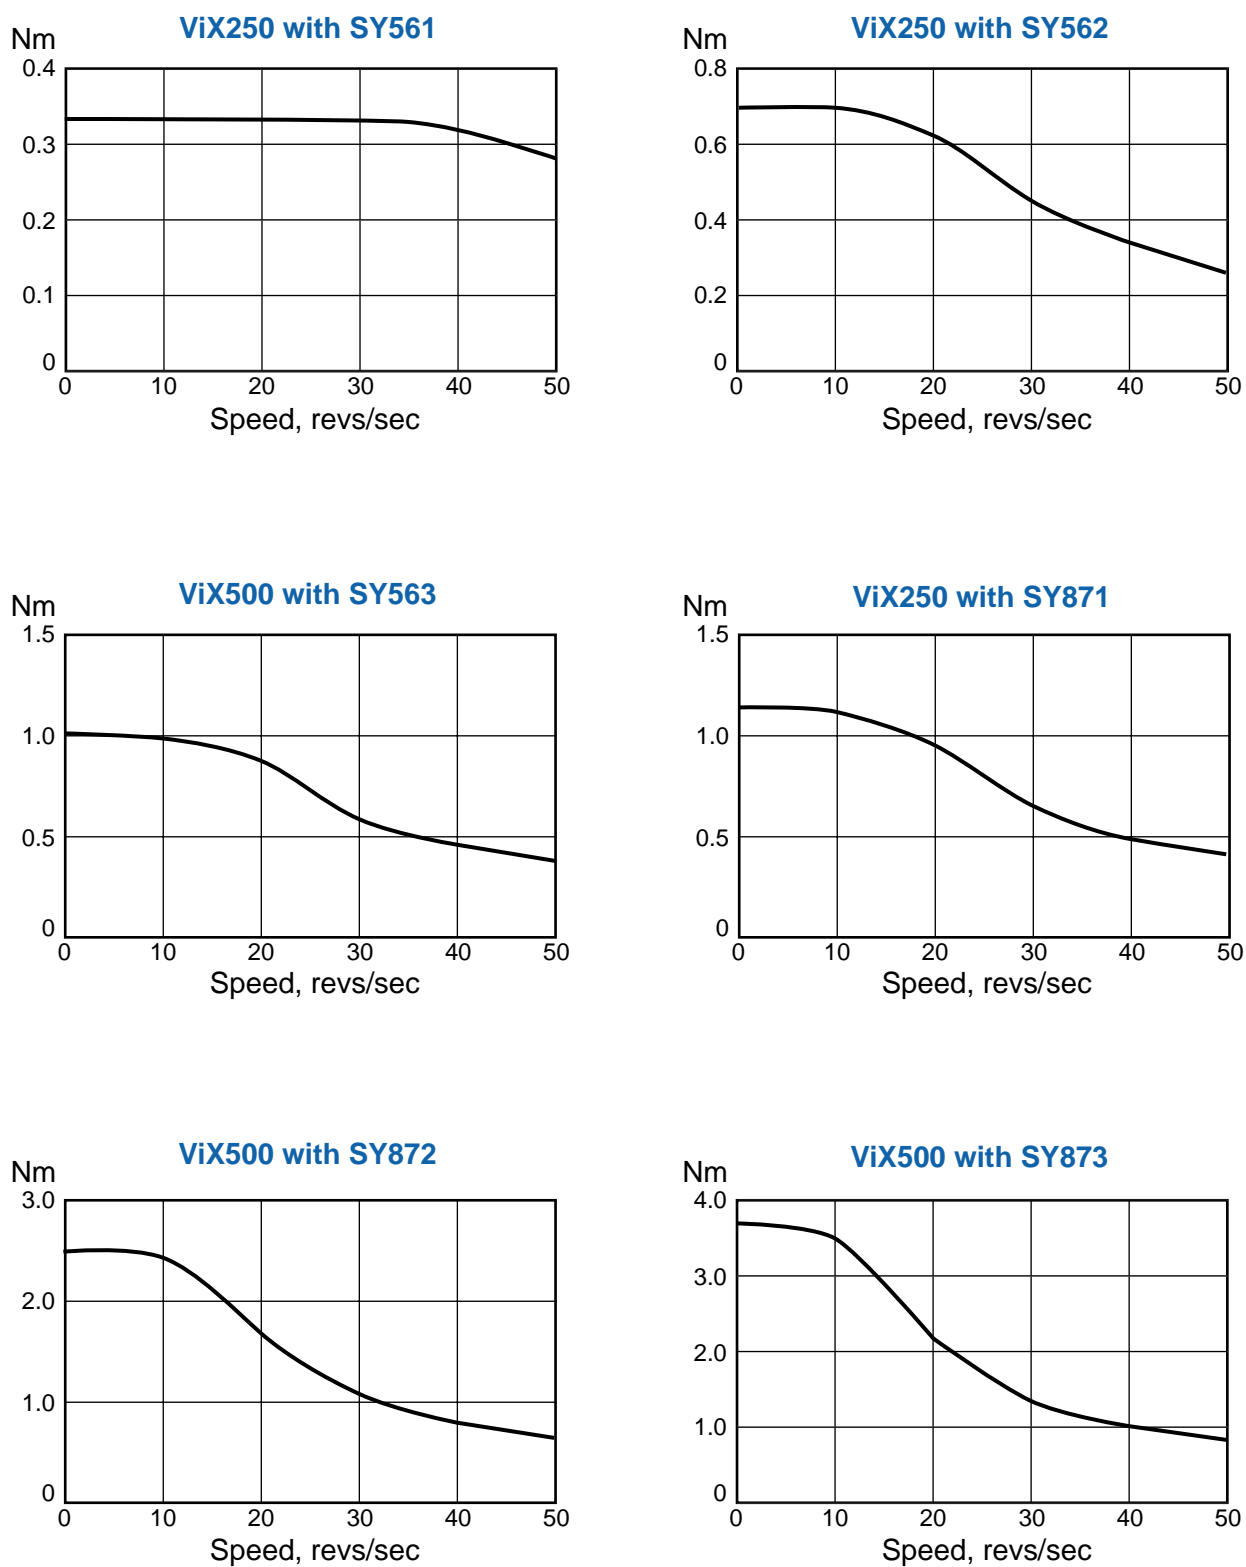 ViX250 with SY561
Nm
0.4
0.3
0.2
0.1
0
0 10 20 30 40 50
Speed, revs/sec
ViX250 with SY562
Nm
0.8
0.6
0.4
0.2
0
0 10 20 30 40 50
Speed, revs/sec
ViX500 with SY563
Nm
1.5
1.0
0.5
0
0 10 20 30 40 50
Speed, revs/sec
ViX250 with SY871
Nm
1.5
1.0
0.5
0
0 10 20 30 40 50
Speed, revs/sec
ViX500 with SY872
Nm
3.0
2.0
1.0
0
0 10 20 30 40 50
Speed, revs/sec
ViX500 with SY873
Nm
4.0
3.0
2.0
1.0
0
0 10 20 30 40 50
Speed, revs/sec